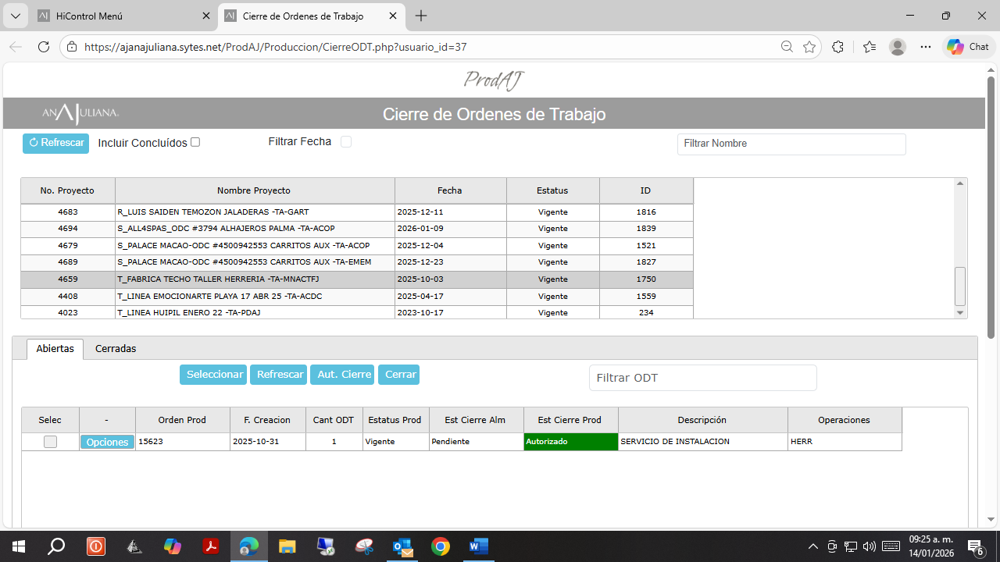 HiControl Menú
Cierre de Ordenes de Trabajo
https://ajanajuliana.sytes.net/ProdAJ/Produccion/CierreODT.php?usuario_id=37
Chat
ProdAJ
ANAJULIANA.
Cierre de Ordenes de Trabajo
Refrescar
Incluir Concluídos
Filtrar Fecha
Filtrar Nombre
No. Proyecto Nombre Proyecto Fecha Estatus ID
4683 R_LUIS SAIDEN TEMOZON JALADERAS -TA-GART 2025-12-11 Vigente 1816
4694 S_ALL4SPAS_ODC #3794 ALHAJEROS PALMA -TA-ACOP 2026-01-09 Vigente 1839
4679 S_PALACE MACAO-ODC #4500942553 CARRITOS AUX -TA-ACOP 2025-12-04 Vigente 1521
4689 S_PALACE MACAO-ODC #4500942553 CARRITOS AUX -TA-EMEM 2025-12-23 Vigente 1827
4659 T_FABRICA TECHO TALLER HERRERIA -TA-MNACTFJ 2025-10-03 Vigente 1750
4408 T_LINEA EMOCIONARTE PLAYA 17 ABR 25 -TA-ACDC 2025-04-17 Vigente 1559
4023 T_LINEA HUIPIL ENERO 22 -TA-PDAJ 2023-10-17 Vigente 234
Abiertas Cerradas
Seleccionar Refrescar Aut. Cierre Cerrar
Filtrar ODT
Selec - Orden Prod F. Creacion Cant ODT Estatus Prod Est Cierre Alm Est Cierre Prod Descripción Operaciones
Opciones 15623 2025-10-31 1 Vigente Pendiente Autorizado SERVICIO DE INSTALACION HERR
09:25 a. m.
14/01/2026
6